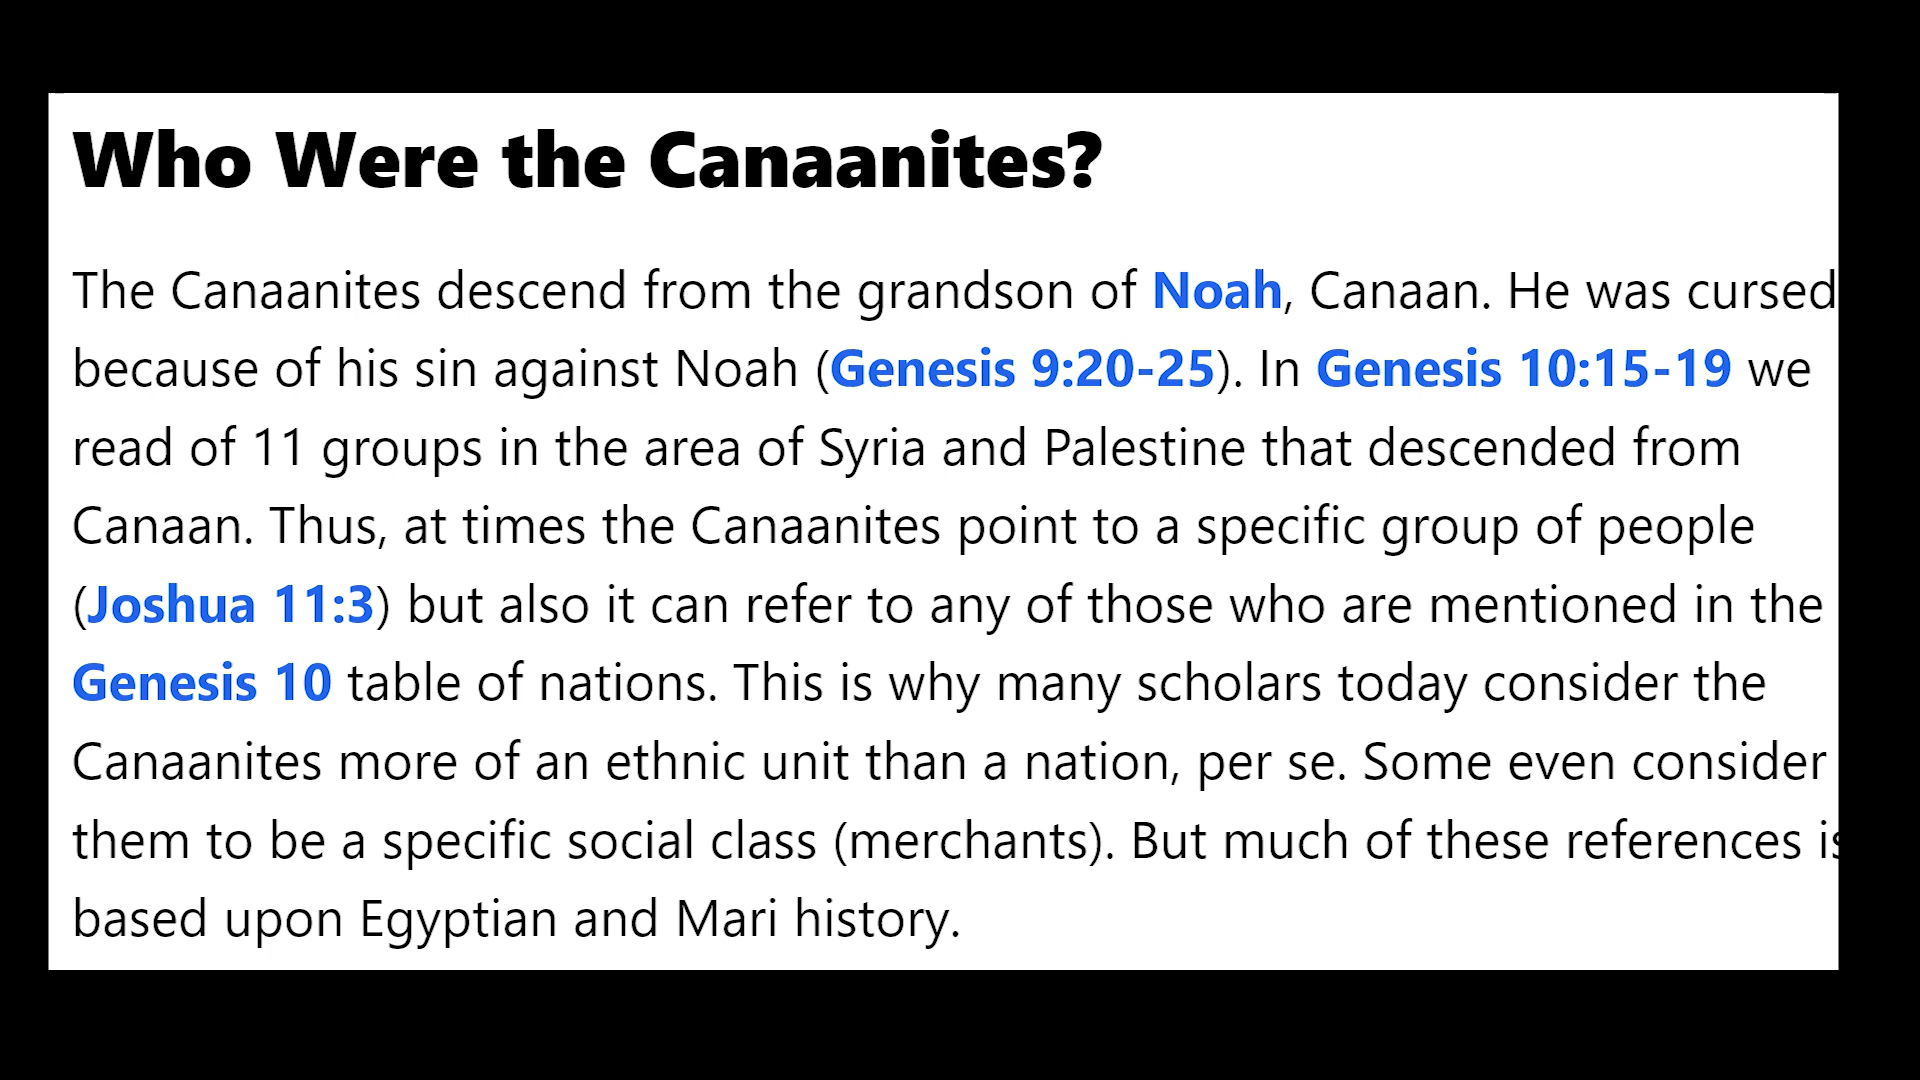 Who Were the Canaanites?
The Canaanites descend from the grandson of Noah, Canaan. He was cursed
because of his sin against Noah (Genesis 9:20-25). In Genesis 10:15-19 we
read of 11 groups in the area of Syria and Palestine that descended from
Canaan. Thus, at times the Canaanites point to a specific group of people
(Joshua 11:3) but also it can refer to any of those who are mentioned in the
Genesis 10 table of nations. This is why many scholars today consider the
Canaanites more of an ethnic unit than a nation, per se. Some even consider
them to be a specific social class (merchants). But much of these references is
based upon Egyptian and Mari history.